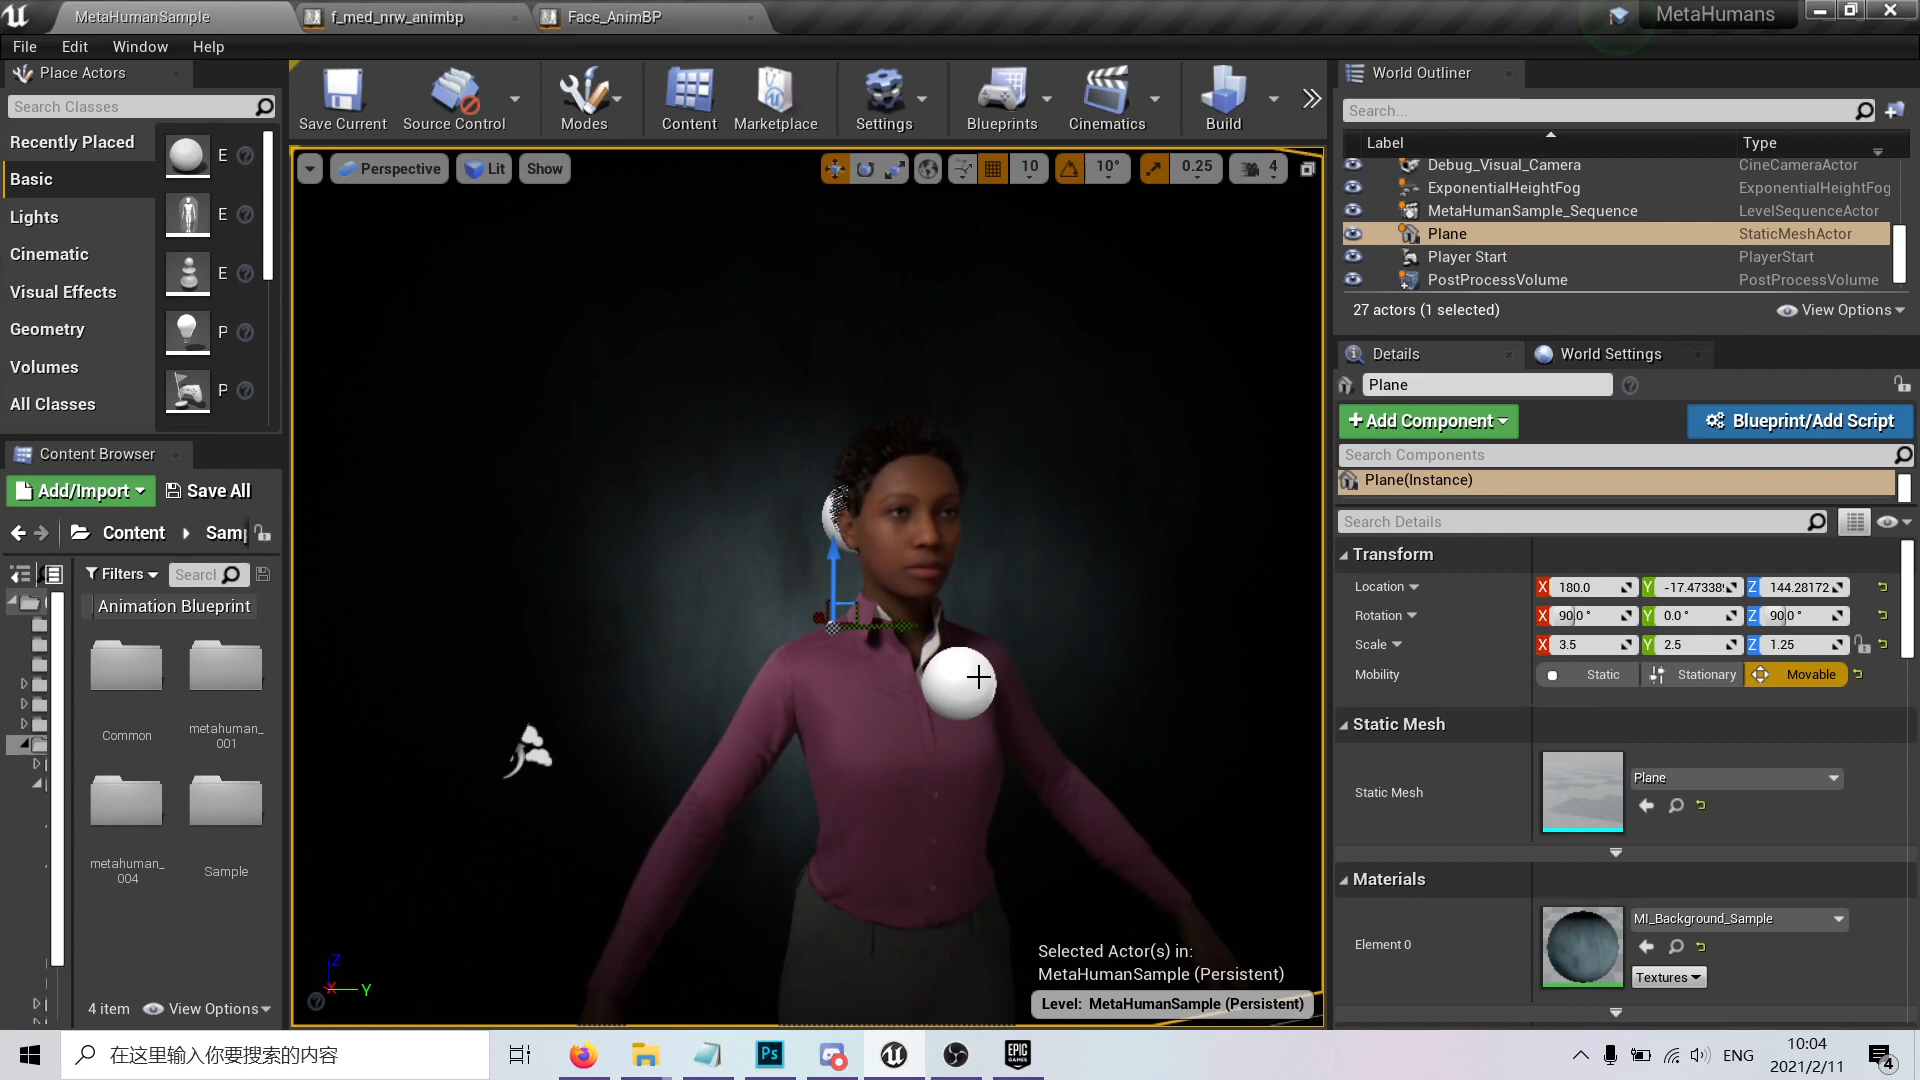 MetaHumanSample
f_med_nrw_animbp
Face_AnimBP
MetaHumans
File
Edit
Window
Help
Place Actors
Search Classes
Recently Placed
Basic
Lights
Cinematic
Visual Effects
Geometry
Volumes
All Classes
E
E
E
P
P
Save Current
Source Control
Modes
Content
Marketplace
Settings
Blueprints
Cinematics
Build
Perspective
Lit
Show
10
10°
0.25
4
Selected Actor(s) in:
MetaHumanSample (Persistent)
Level: MetaHumanSample (Persistent)
Z
X
Y
Content Browser
Add/Import
Save All
Content
Sam
Filters
Search
Animation Blueprint
Common
metahuman_
001
metahuman_
004
Sample
4 item
View Options
World Outliner
Search...
Label
Type
Debug_Visual_Camera
CineCameraActor
ExponentialHeightFog
ExponentialHeightFog
MetaHumanSample_Sequence
LevelSequenceActor
Plane
StaticMeshActor
Player Start
PlayerStart
PostProcessVolume
PostProcessVolume
27 actors (1 selected)
View Options
Details
World Settings
Plane
Add Component
Blueprint/Add Script
Search Components
Plane(Instance)
Search Details
Transform
Location
X 180.0
Y -17.47338
Z 144.28172
Rotation
X 90.0 °
Y 0.0 °
Z 90.0 °
Scale
X 3.5
Y 2.5
Z 1.25
Mobility
Static
Stationary
Movable
Static Mesh
Static Mesh
Plane
Materials
Element 0
MI_Background_Sample
Textures
在这里输入你要搜索的内容
Ps
EPIC
GAMES
ENG
10:04
2021/2/11
4